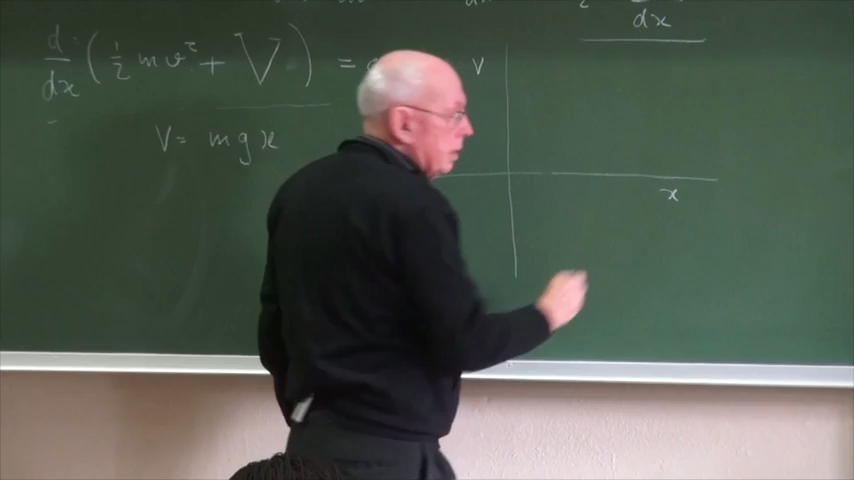 d/dx (½ m v² + V) =
V = m g x
V
x
dx